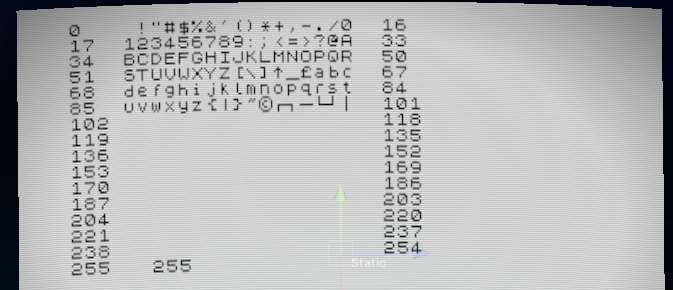 0 !"#$%&'()*+,-./0 16
17 123456789:;<=>?@A 33
34 BCDEFGHIJKLMNOPQR 50
51 STUVWXYZ[\]↑_£abc 67
68 defghijklmnopqrst 84
85 uvwxyz{|}~© 101
102 118
119 135
136 152
153 169
170 186
187 203
204 220
221 237
238 254
255 255
Static